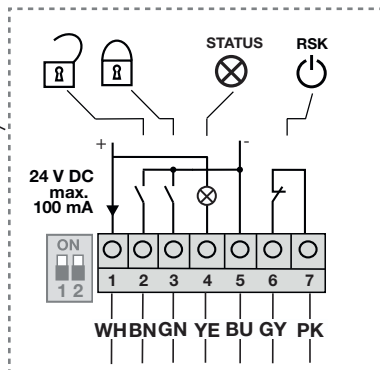 STATUS RSK
+ -
24 V DC
max.
100 mA
ON
1 2
1 2 3 4 5 6 7
WH BN GN YE BU GY PK